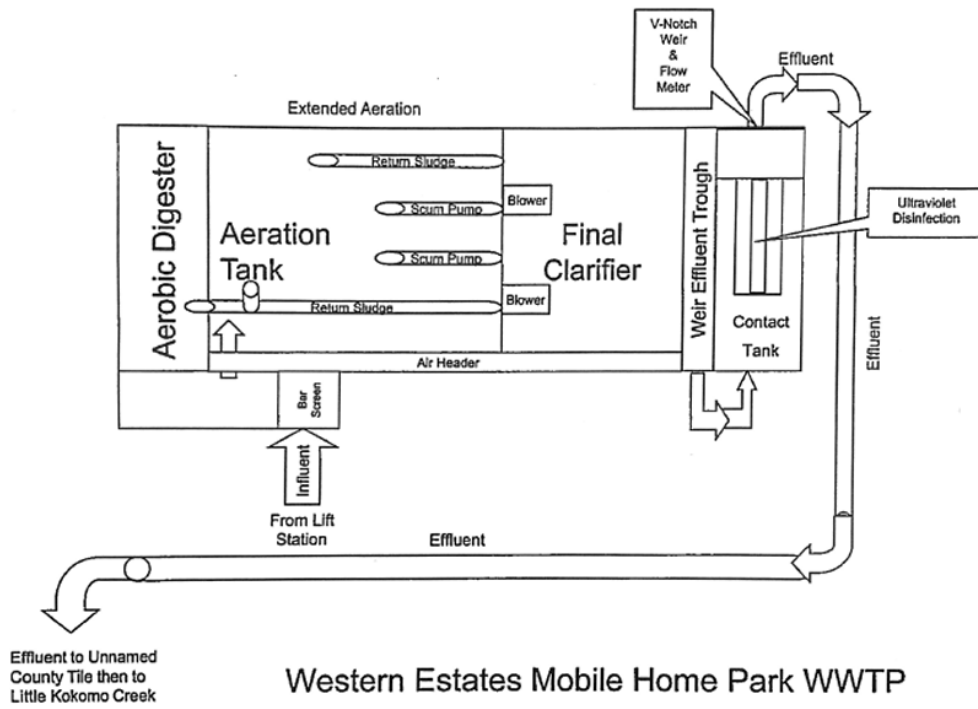 V-Notch
Weir
&
Flow
Meter
Effluent
Extended Aeration
Return Sludge
Scum Pump
Blower
Ultraviolet
Disinfection
Aerobic Digester
Aeration
Tank
Final
Clarifier
Weir Effluent Trough
Scum Pump
Blower
Return Sludge
Contact
Tank
Effluent
Air Header
Bar
Screen
Influent
From Lift
Station
Effluent
Effluent to Unnamed
County Tile then to
Little Kokomo Creek
Western Estates Mobile Home Park WWTP